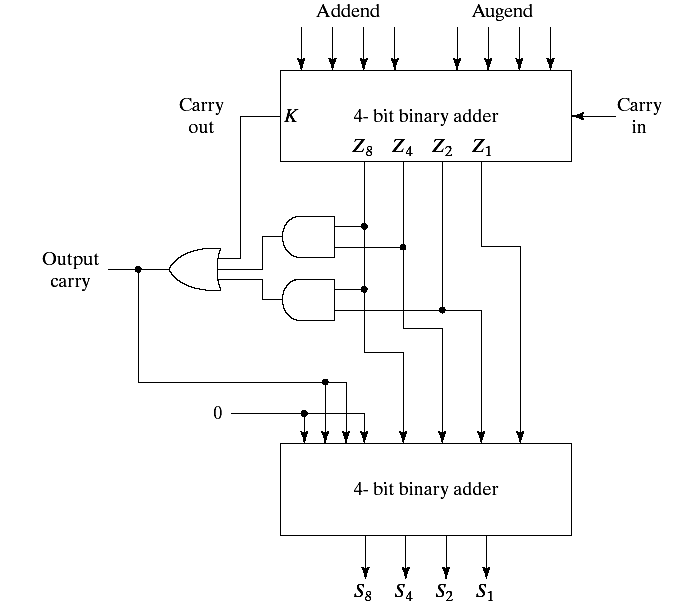 Addend Augend
Carry out
K
4- bit binary adder
Carry in
Z8 Z4 Z2 Z1
Output carry
0
4- bit binary adder
S8 S4 S2 S1